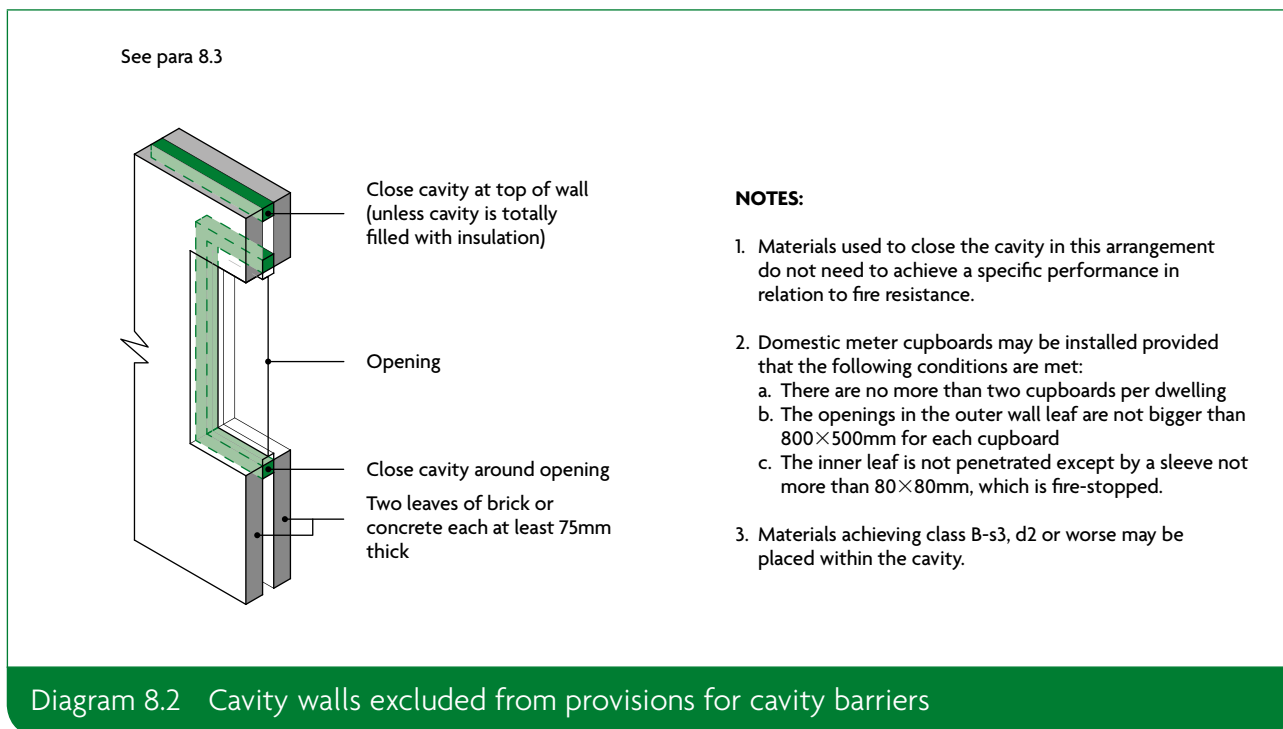 See para 8.3
Close cavity at top of wall
(unless cavity is totally
filled with insulation)
Opening
Close cavity around opening
Two leaves of brick or
concrete each at least 75mm
thick
NOTES:
1. Materials used to close the cavity in this arrangement
do not need to achieve a specific performance in
relation to fire resistance.
2. Domestic meter cupboards may be installed provided
that the following conditions are met:
a. There are no more than two cupboards per dwelling
b. The openings in the outer wall leaf are not bigger than
800×500mm for each cupboard
c. The inner leaf is not penetrated except by a sleeve not
more than 80×80mm, which is fire-stopped.
3. Materials achieving class B-s3, d2 or worse may be
placed within the cavity.
Diagram 8.2 Cavity walls excluded from provisions for cavity barriers